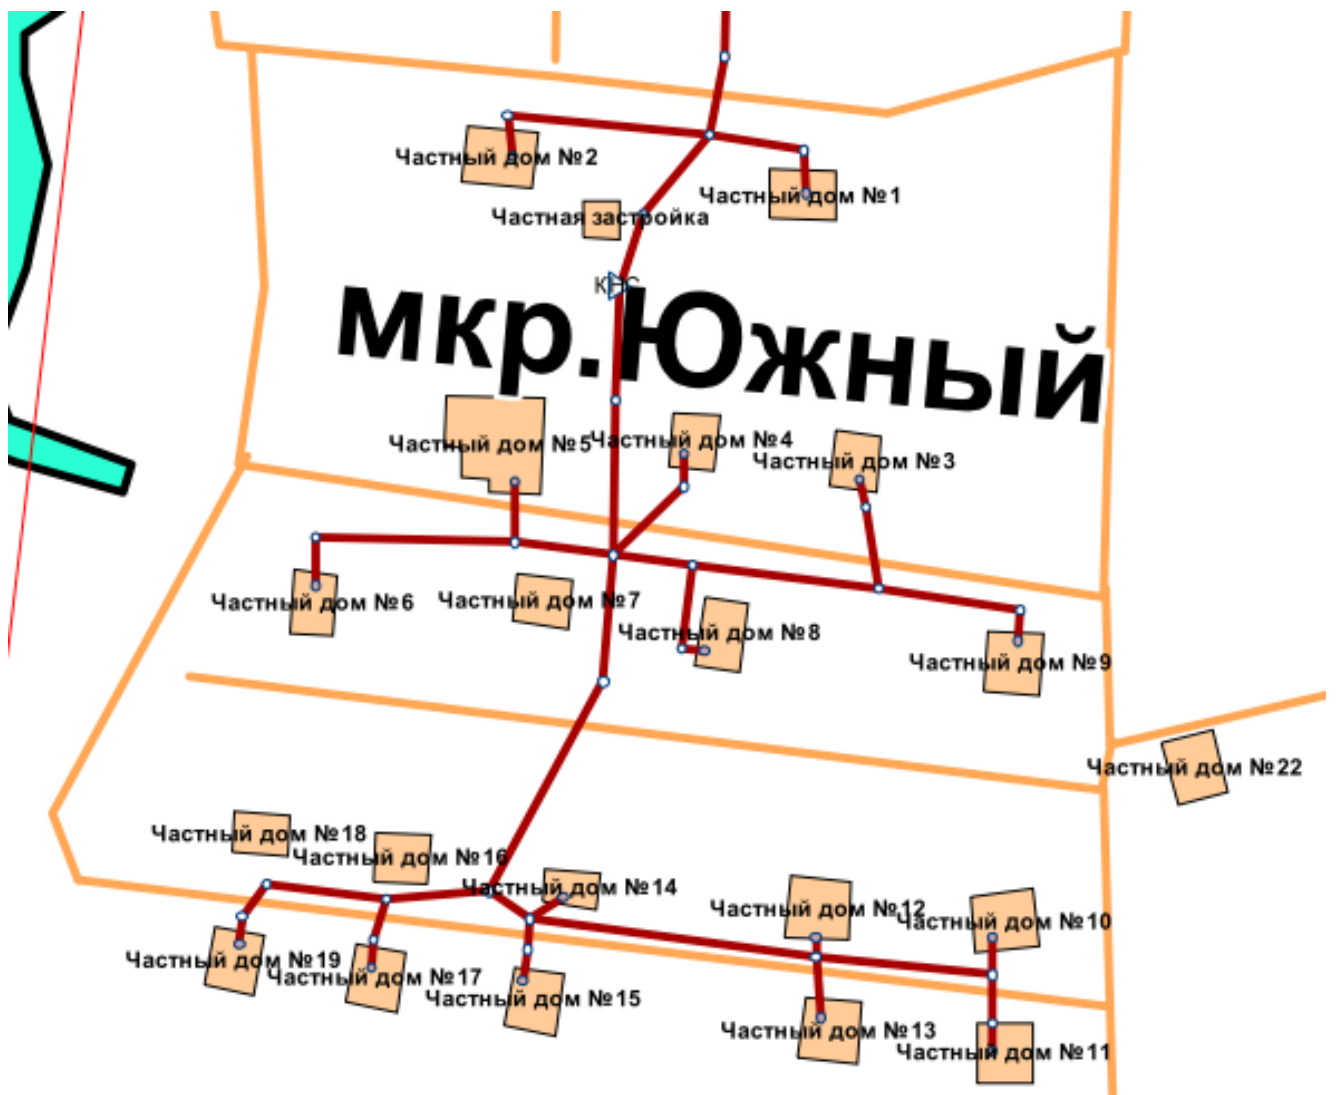 Частный дом №2
Частный дом №1
Частная застройка
КНС
мкр.Южный
Частный дом №5
Частный дом №4
Частный дом №3
Частный дом №6
Частный дом №7
Частный дом №8
Частный дом №9
Частный дом №22
Частный дом №18
Частный дом №16
Частный дом №14
Частный дом №12
Частный дом №10
Частный дом №19
Частный дом №17
Частный дом №15
Частный дом №13
Частный дом №11